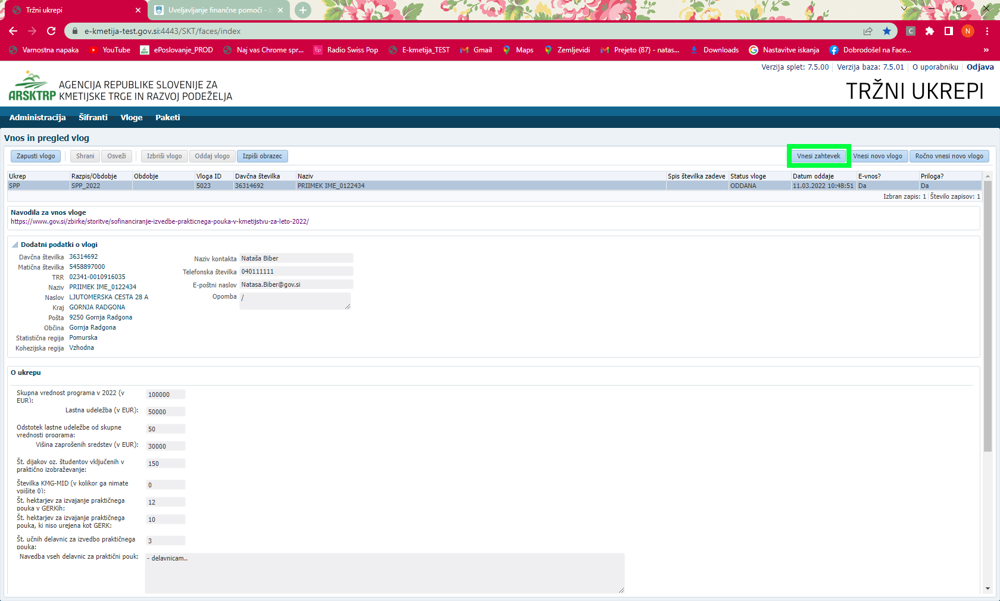 Tržni ukrepi
Uveljavljanje finančne pomoči -
e-kmetija-test.gov.si:4443/SKT/faces/index
C
N
Varnostna napaka
YouTube
ePoslovanje_PROD
Naj vas Chrome spr...
Radio Swiss Pop
E-kmetija_TEST
Gmail
Maps
Zemljevidi
Prejeto (87) - natas...
Downloads
Nastavitve iskanja
Dobrodošel na Face...
»
Verzija splet: 7.5.00
Verzija baza: 7.5.01
O uporabniku
Odjava
ARSKTRP
AGENCIJA REPUBLIKE SLOVENIJE ZA
KMETIJSKE TRGE IN RAZVOJ PODEŽELJA
TRŽNI UKREPI
Administracija
Šifranti
Vloge
Paketi
Vnos in pregled vlog
Zapusti vlogo
Shrani
Osveži
Izbriši vlogo
Oddaj vlogo
Izpiši obrazec
Vnesi zahtevek
Vnesi novo vlogo
Ročno vnesi novo vlogo
Ukrep Razpis/Obdobje Obdobje Vloga ID Davčna številka Naziv Spis številka zadeve Status vloge Datum oddaje E-vnos? Priloga?
SPP SPP_2022 5023 36314692 PRIIMEK IME_0122434 ODDANA 11.03.2022 10:48:51 Da Da
Izbran zapis: 1 Število zapisov: 1
Navodila za vnos vloge
https://www.gov.si/zbirke/storitve/sofinanciranje-izvedbe-prakticnega-pouka-v-kmetijstvu-za-leto-2022/
Dodatni podatki o vlogi
Davčna številka 36314692
Matična številka 5458897000
TRR 02341-0010916035
Naziv PRIIMEK IME_0122434
Naslov LJUTOMERSKA CESTA 28 A
Kraj GORNJA RADGONA
Pošta 9250 Gornja Radgona
Občina Gornja Radgona
Statistična regija Pomurska
Kohezijska regija Vzhodna
Naziv kontakta Nataša Biber
Telefonska številka 040111111
E-poštni naslov Natasa.Biber@gov.si
Opomba /
O ukrepu
Skupna vrednost programa v 2022 (v
EUR): 100000
Lastna udeležba (v EUR): 50000
Odstotek lastne udeležbe od skupne
vrednosti programa: 50
Višina zaprošenih sredstev (v EUR): 30000
Št. dijakov oz. študentov vključenih v
praktično izobraževanje: 150
Številka KMG-MID (v kolikor ga nimate
vpišite 0): 0
Št. hektarjev za izvajanje praktičnega
pouka v GERKih: 12
Št. hektarjev za izvajanje praktičnega
pouka, ki niso urejena kot GERK: 10
Št. učnih delavnic za izvedbo praktičnega
pouka: 3
Navedba vseh delavnic za praktični pouk: - delavnicam..